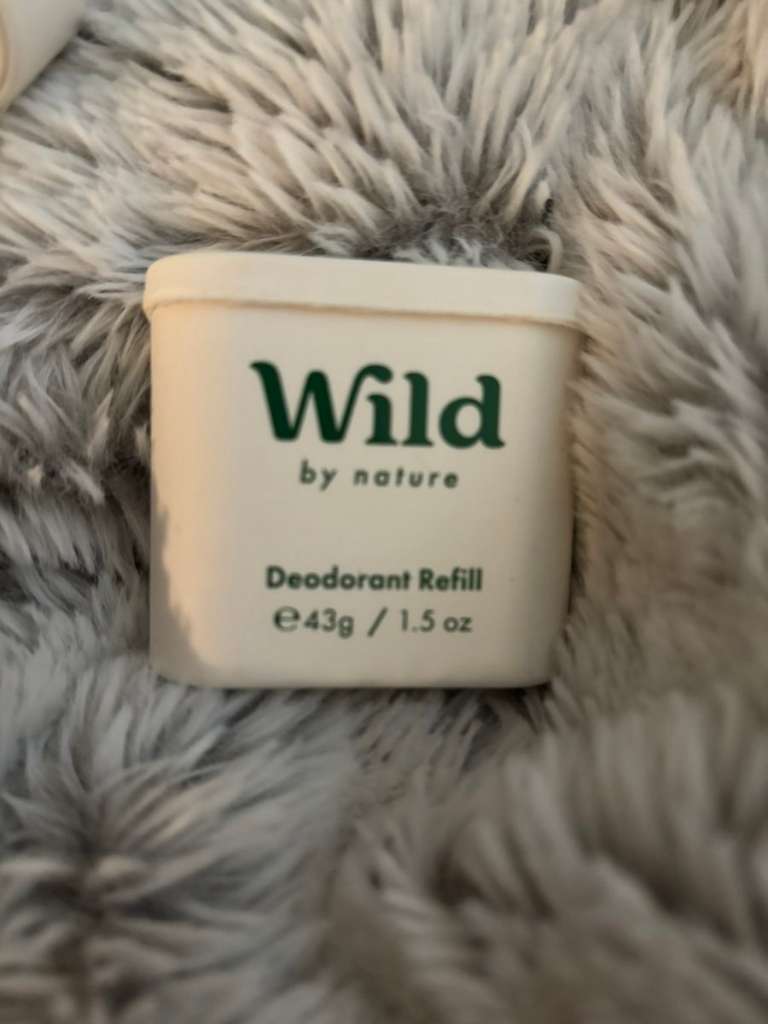 Wild
by nature
Deodorant Refill
℮43g / 1.5 oz